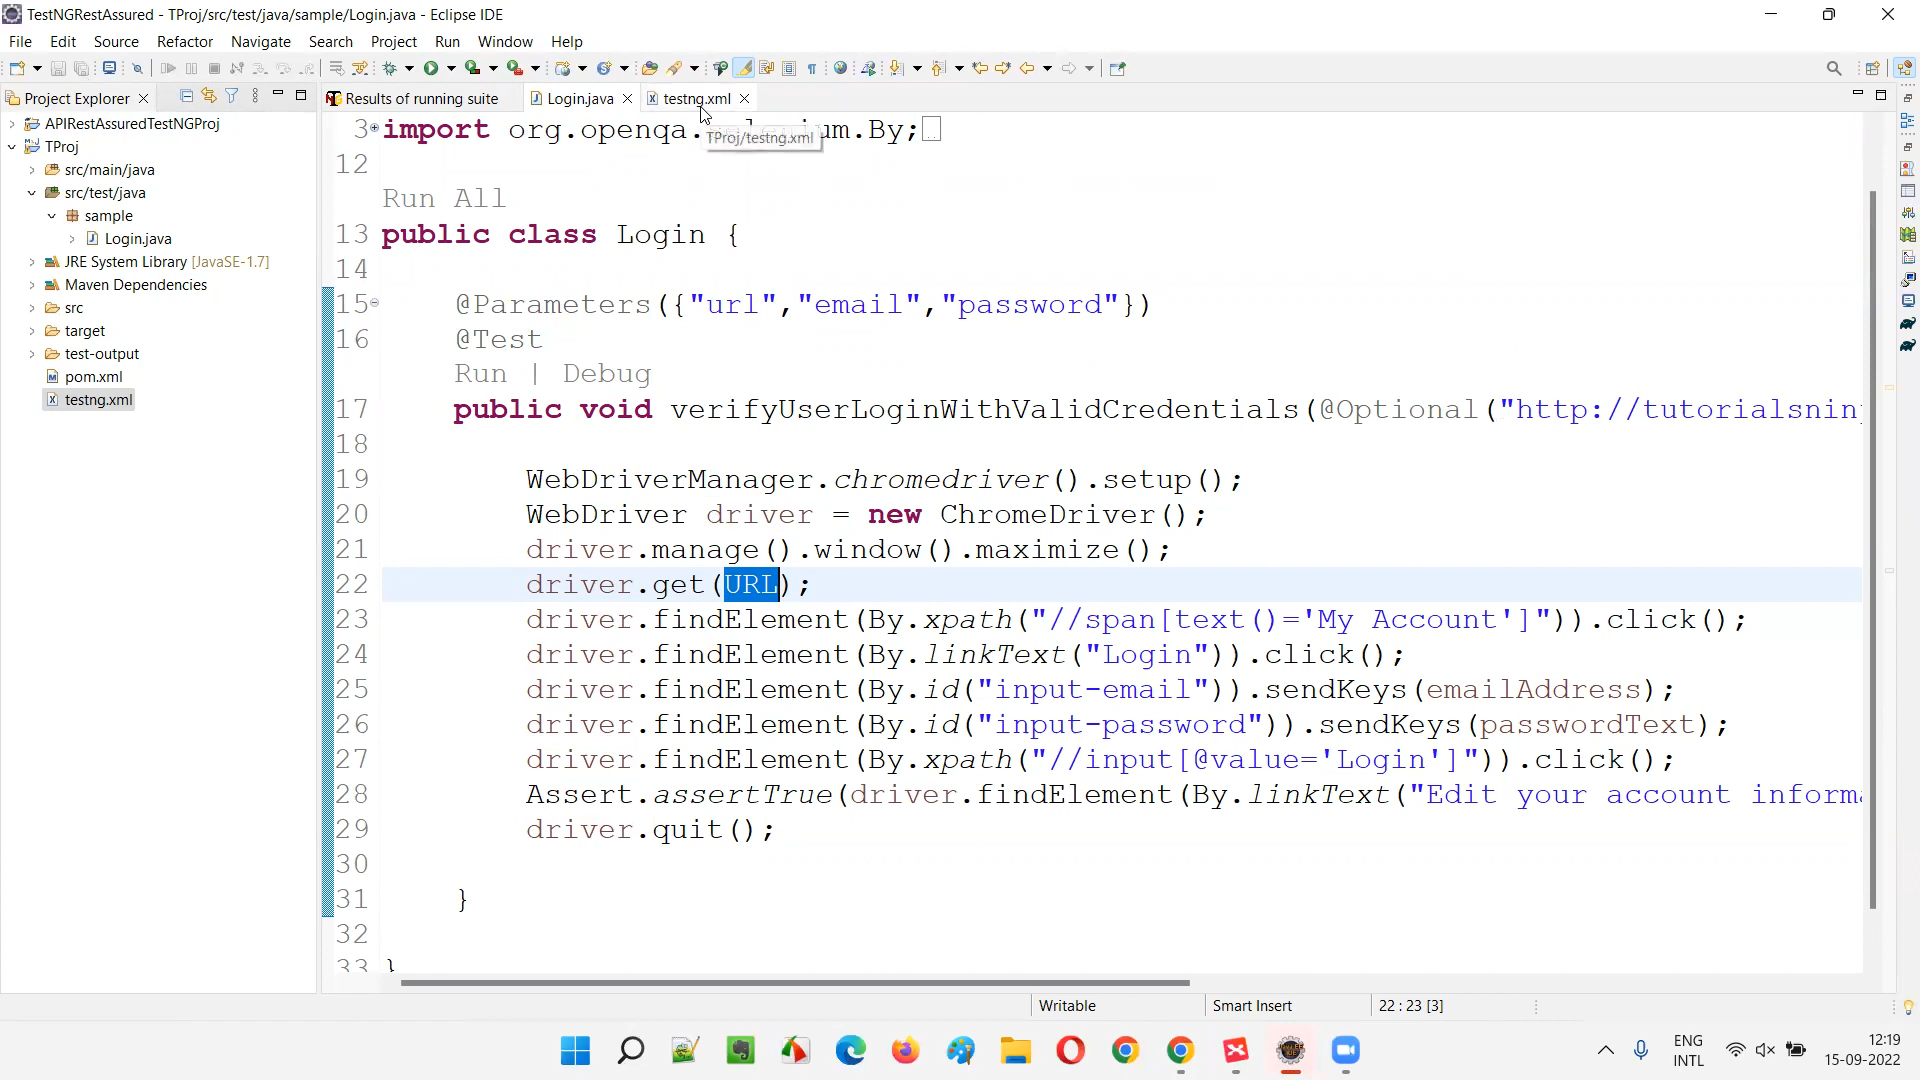 TestNGRestAssured - TProj/src/test/java/sample/Login.java - Eclipse IDE
File Edit Source Refactor Navigate Search Project Run Window Help
Project Explorer
Results of running suite
Login.java
testng.xml
TProj/testng.xml
APIRestAssuredTestNGProj
TProj
src/main/java
src/test/java
sample
Login.java
JRE System Library [JavaSE-1.7]
Maven Dependencies
src
target
test-output
pom.xml
testng.xml
3 import org.openqa. ium.By;
12
Run All
13 public class Login {
14
15 @Parameters({"url","email","password"})
16 @Test
Run | Debug
17 public void verifyUserLoginWithValidCredentials(@Optional("http://tutorialsnin
18
19 WebDriverManager.chromedriver().setup();
20 WebDriver driver = new ChromeDriver();
21 driver.manage().window().maximize();
22 driver.get(URL);
23 driver.findElement(By.xpath("//span[text()='My Account']")).click();
24 driver.findElement(By.linkText("Login")).click();
25 driver.findElement(By.id("input-email")).sendKeys(emailAddress);
26 driver.findElement(By.id("input-password")).sendKeys(passwordText);
27 driver.findElement(By.xpath("//input[@value='Login']")).click();
28 Assert.assertTrue(driver.findElement(By.linkText("Edit your account inform
29 driver.quit();
30
31 }
32
33 }
Writable
Smart Insert
22 : 23 [3]
ENG
INTL
12:19
15-09-2022